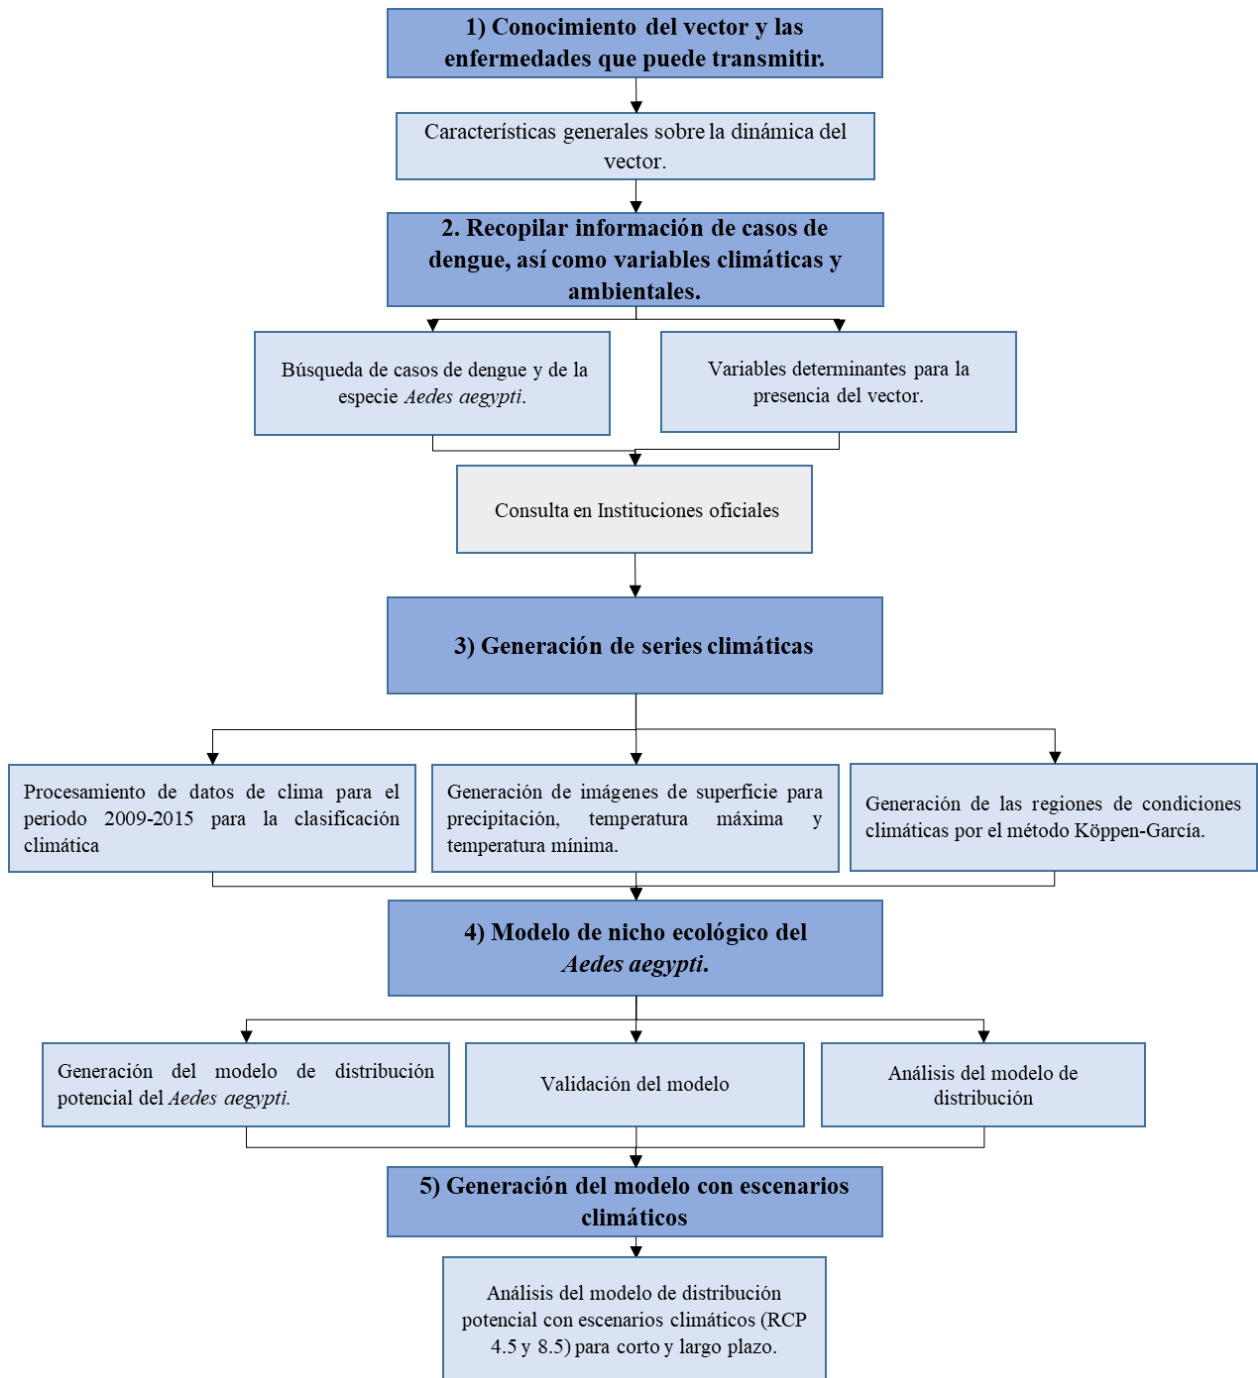 1) Conocimiento del vector y las
enfermedades que puede transmitir.
Características generales sobre la dinámica del
vector.
2. Recopilar información de casos de
dengue, así como variables climáticas y
ambientales.
Búsqueda de casos de dengue y de la
especie Aedes aegypti.
Variables determinantes para la
presencia del vector.
Consulta en Instituciones oficiales
3) Generación de series climáticas
Procesamiento de datos de clima para el
periodo 2009-2015 para la clasificación
climática
Generación de imágenes de superficie para
precipitación, temperatura máxima y
temperatura mínima.
Generación de las regiones de condiciones
climáticas por el método Köppen-García.
4) Modelo de nicho ecológico del
Aedes aegypti.
Generación del modelo de distribución
potencial del Aedes aegypti.
Validación del modelo
Análisis del modelo de
distribución
5) Generación del modelo con escenarios
climáticos
Análisis del modelo de distribución
potencial con escenarios climáticos (RCP
4.5 y 8.5) para corto y largo plazo.